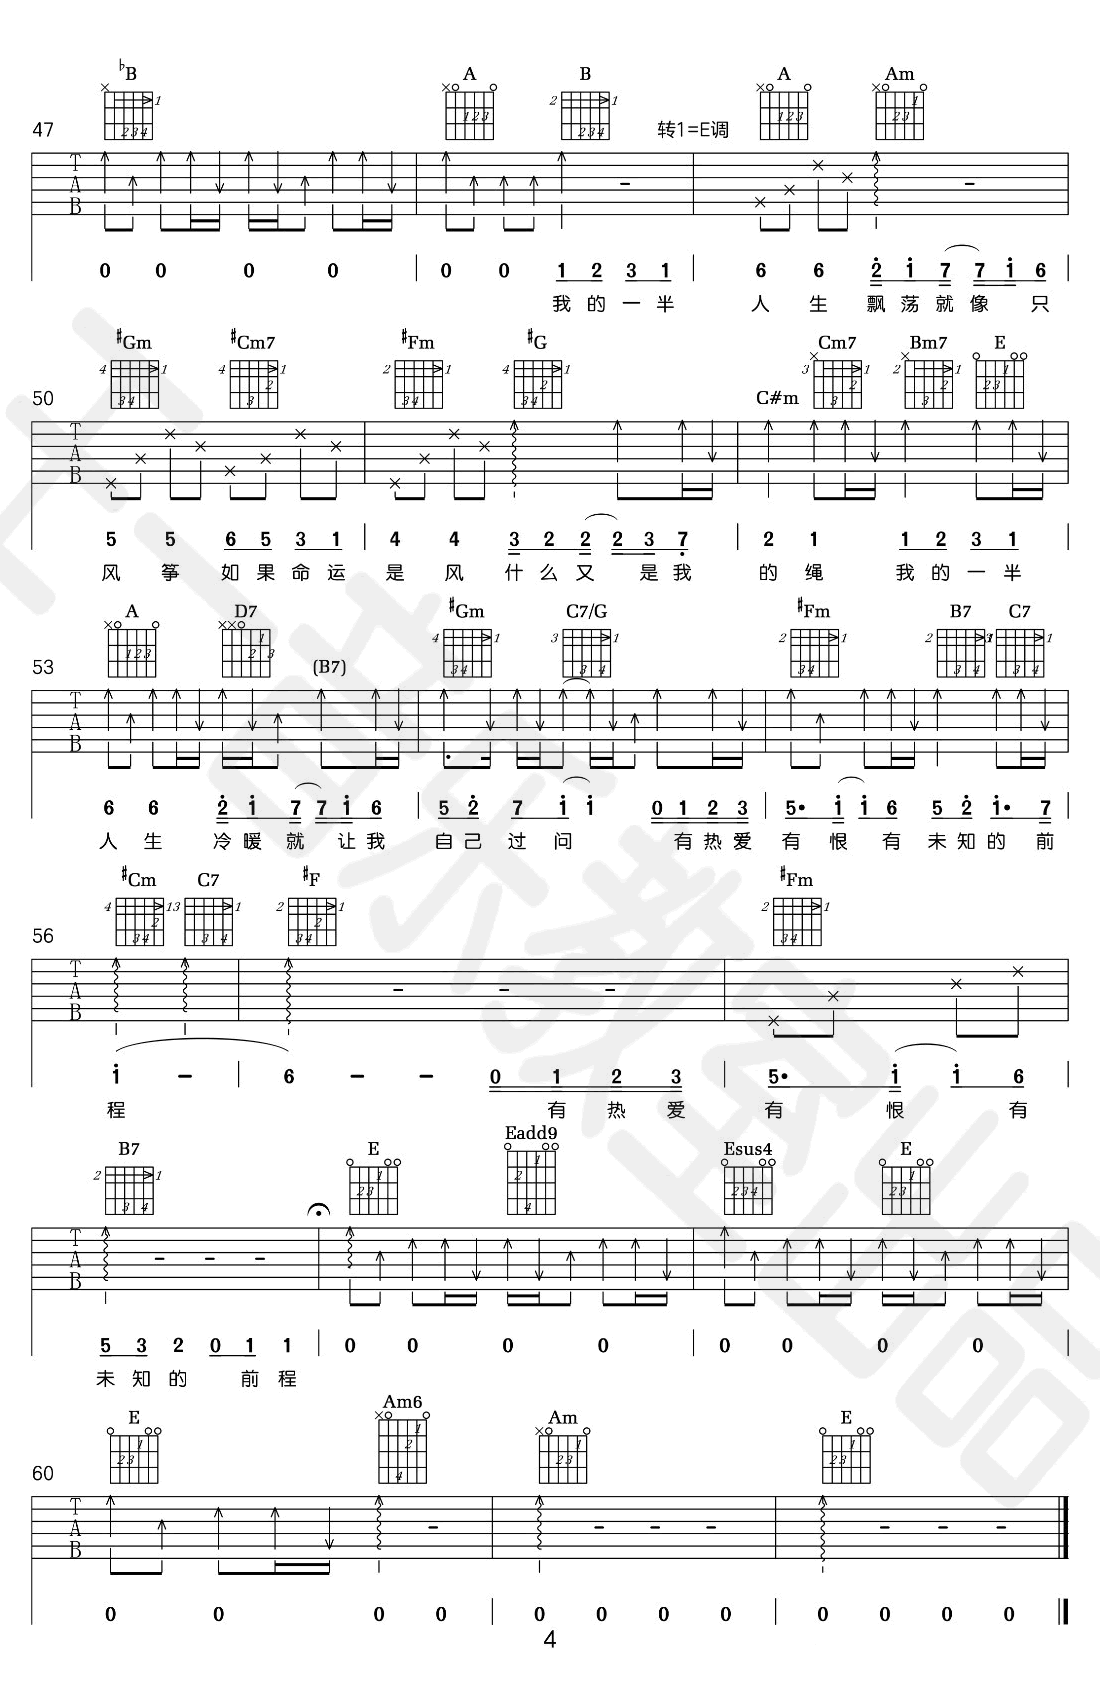 ♭B A B A Am
47 转1=E调
0 0 0 0 0 0 1 2 3 1 6 6 2 1 7 7 1 6
我 的 一 半 人 生 飘 荡 就 像 只
#Gm #Cm7 #Fm #G Cm7 Bm7 E
50 C#m
5 5 6 5 3 1 4 4 3 2 2 2 3 7 2 1 1 2 3 1
风 筝 如 果 命 运 是 风 什 么 又 是 我 的 绳 我 的 一 半
A D7 #Gm C7/G #Fm B7 C7
53 (B7)
6 6 2 1 7 7 1 6 5 2 7 1 1 0 1 2 3 5· 1 1 6 5 2 1· 7
人 生 冷 暖 就 让 我 自 己 过 问 有 热 爱 有 恨 有 未 知 的 前
#Cm C7 #F #Fm
56
1 - 6 - - 0 1 2 3 5· 1 1 6
程 有 热 爱 有 恨 有
B7 E Eadd9 Esus4 E
5 3 2 0 1 1 0 0 0 0 0 0 0 0
未 知 的 前 程
E Am6 Am E
60
0 0 0 0 0 0 0 0 0 0 0 0
4
七一音乐教室出品